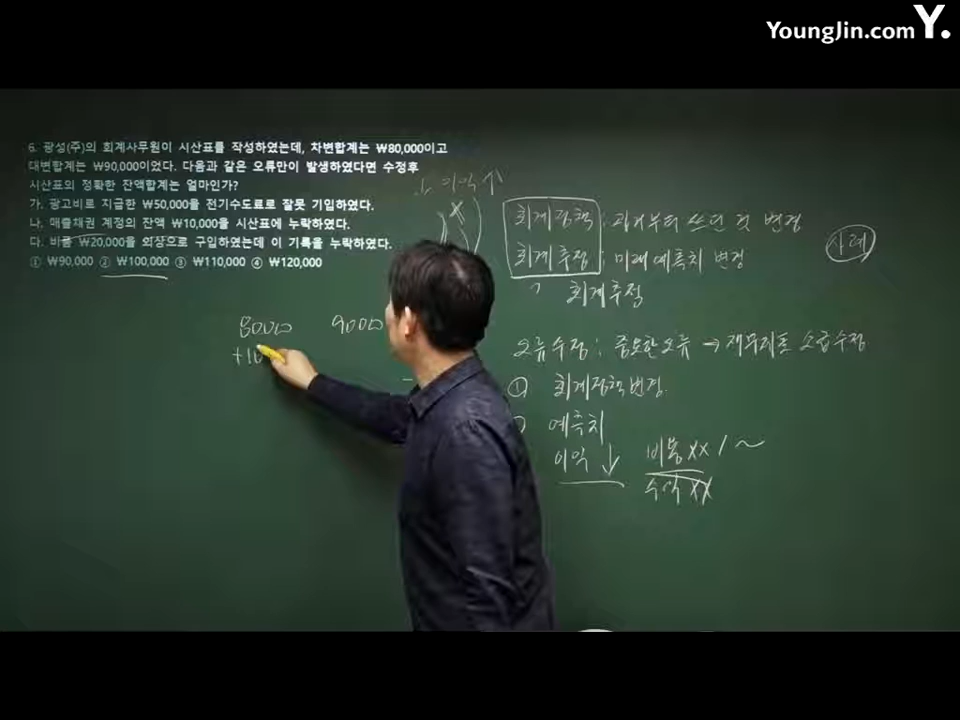 YoungJin.com Y.
6. 광성(주)의 회계사무원이 시산표를 작성하였는데, 차변합계는 ₩80,000이고
대변합계는 ₩90,000이었다. 다음과 같은 오류만이 발생하였다면 수정후
시산표의 정확한 잔액합계는 얼마인가?
가. 광고비로 지급한 ₩50,000을 전기수도료로 잘못 기입하였다.
나. 매출채권 계정의 잔액 ₩10,000을 시산표에 누락하였다.
다. 비품 ₩20,000을 외상으로 구입하였는데 이 기록을 누락하였다.
① ₩90,000 ② ₩100,000 ③ ₩110,000 ④ ₩120,000
이익
회계정책 : 과거부터 쓰던 것 변경
회계추정 : 미래 예측치 변경
사례
회계추정
80000 90000
+10
오류수정 : 중요한 오류 → 재무제표 소급수정
① 회계정책변경
예측치
이익 ↓ 비용 xx / ~
수익 xx